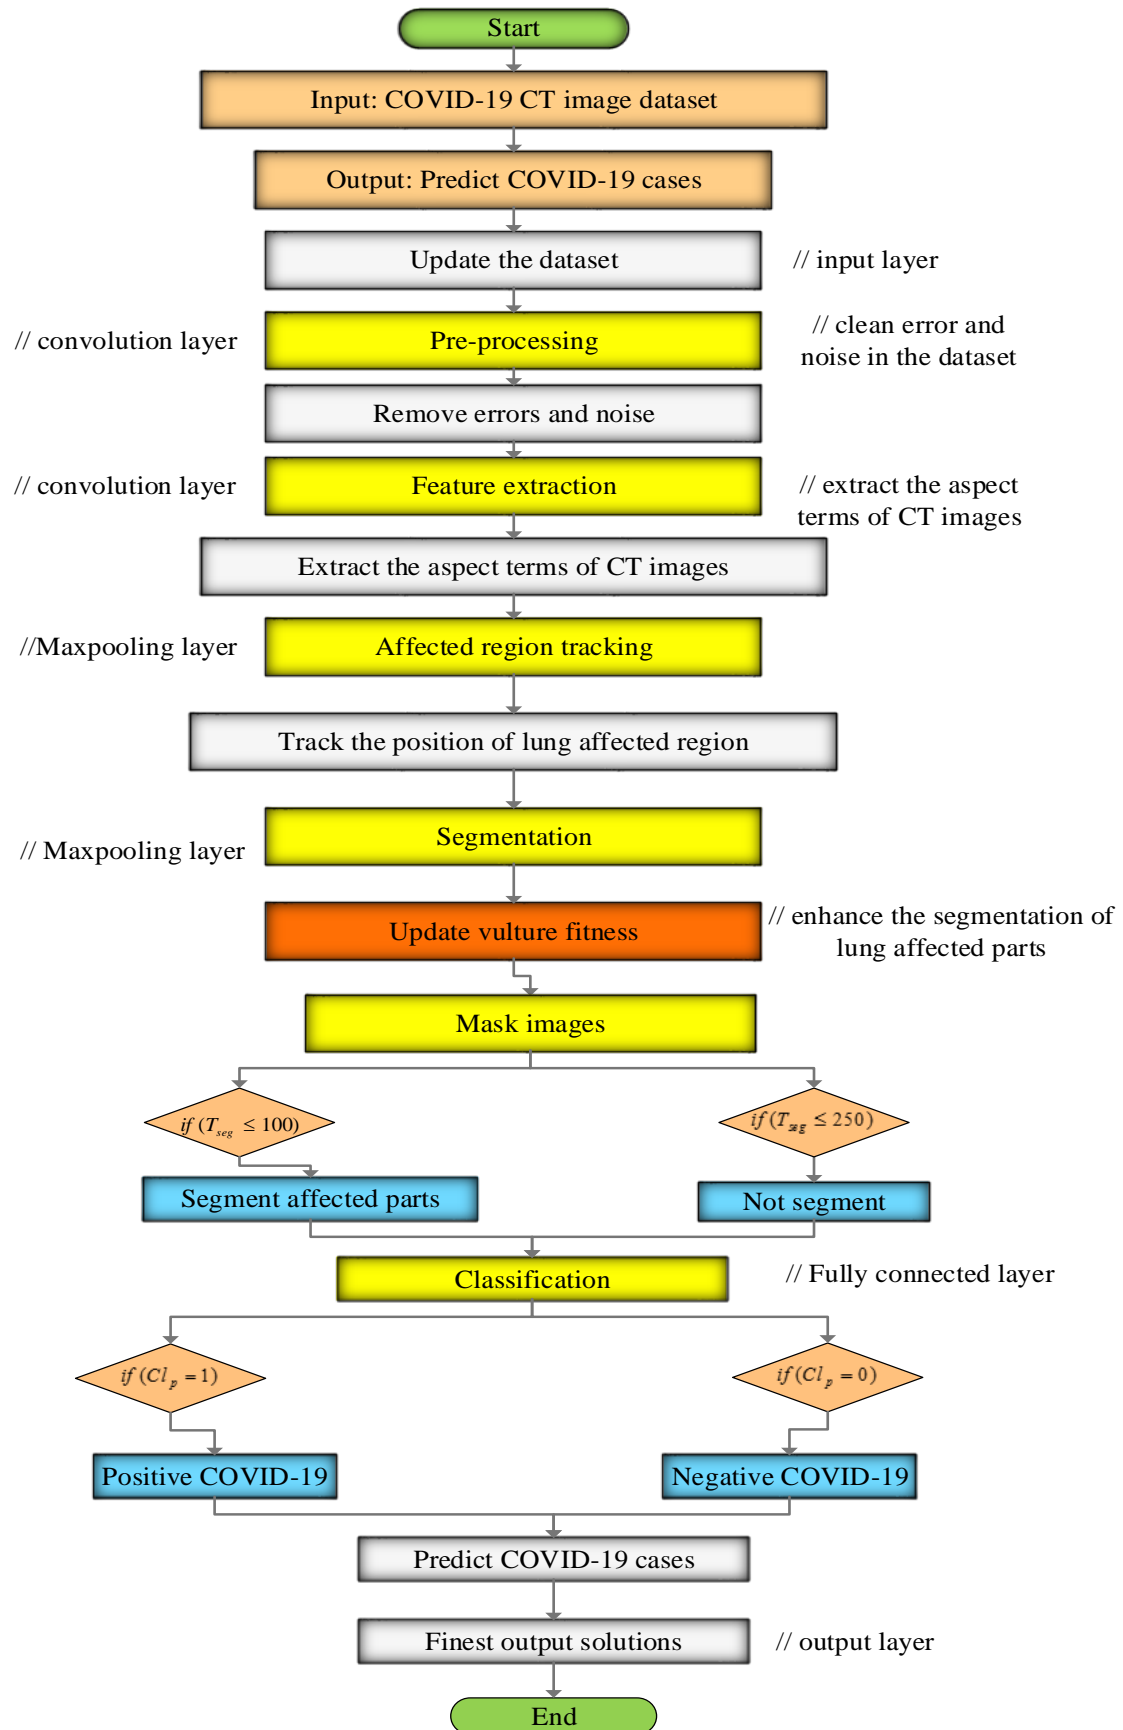 Start
Input: COVID-19 CT image dataset
Output: Predict COVID-19 cases
Update the dataset
// input layer
// convolution layer
Pre-processing
// clean error and
noise in the dataset
Remove errors and noise
// convolution layer
Feature extraction
// extract the aspect
terms of CT images
Extract the aspect terms of CT images
//Maxpooling layer
Affected region tracking
Track the position of lung affected region
Segmentation
// Maxpooling layer
Update vulture fitness
// enhance the segmentation of
lung affected parts
Mask images
if (T_seg ≤ 100)
if (T_seg ≤ 250)
Segment affected parts
Not segment
Classification
// Fully connected layer
if (Cl_p = 1)
if (Cl_p = 0)
Positive COVID-19
Negative COVID-19
Predict COVID-19 cases
Finest output solutions
// output layer
End